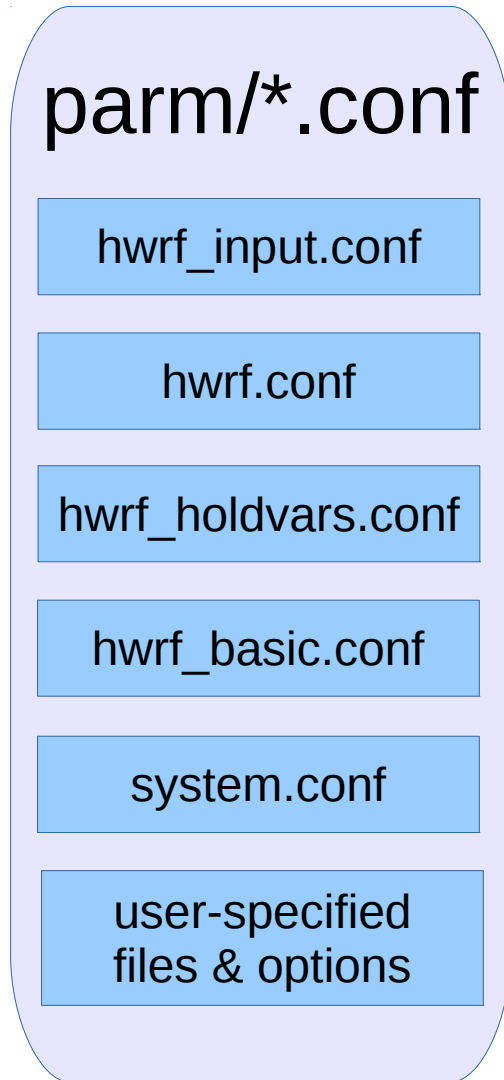 parm/*.conf
hwrf_input.conf
hwrf.conf
hwrf_holdvars.conf
hwrf_basic.conf
system.conf
user-specified
files & options